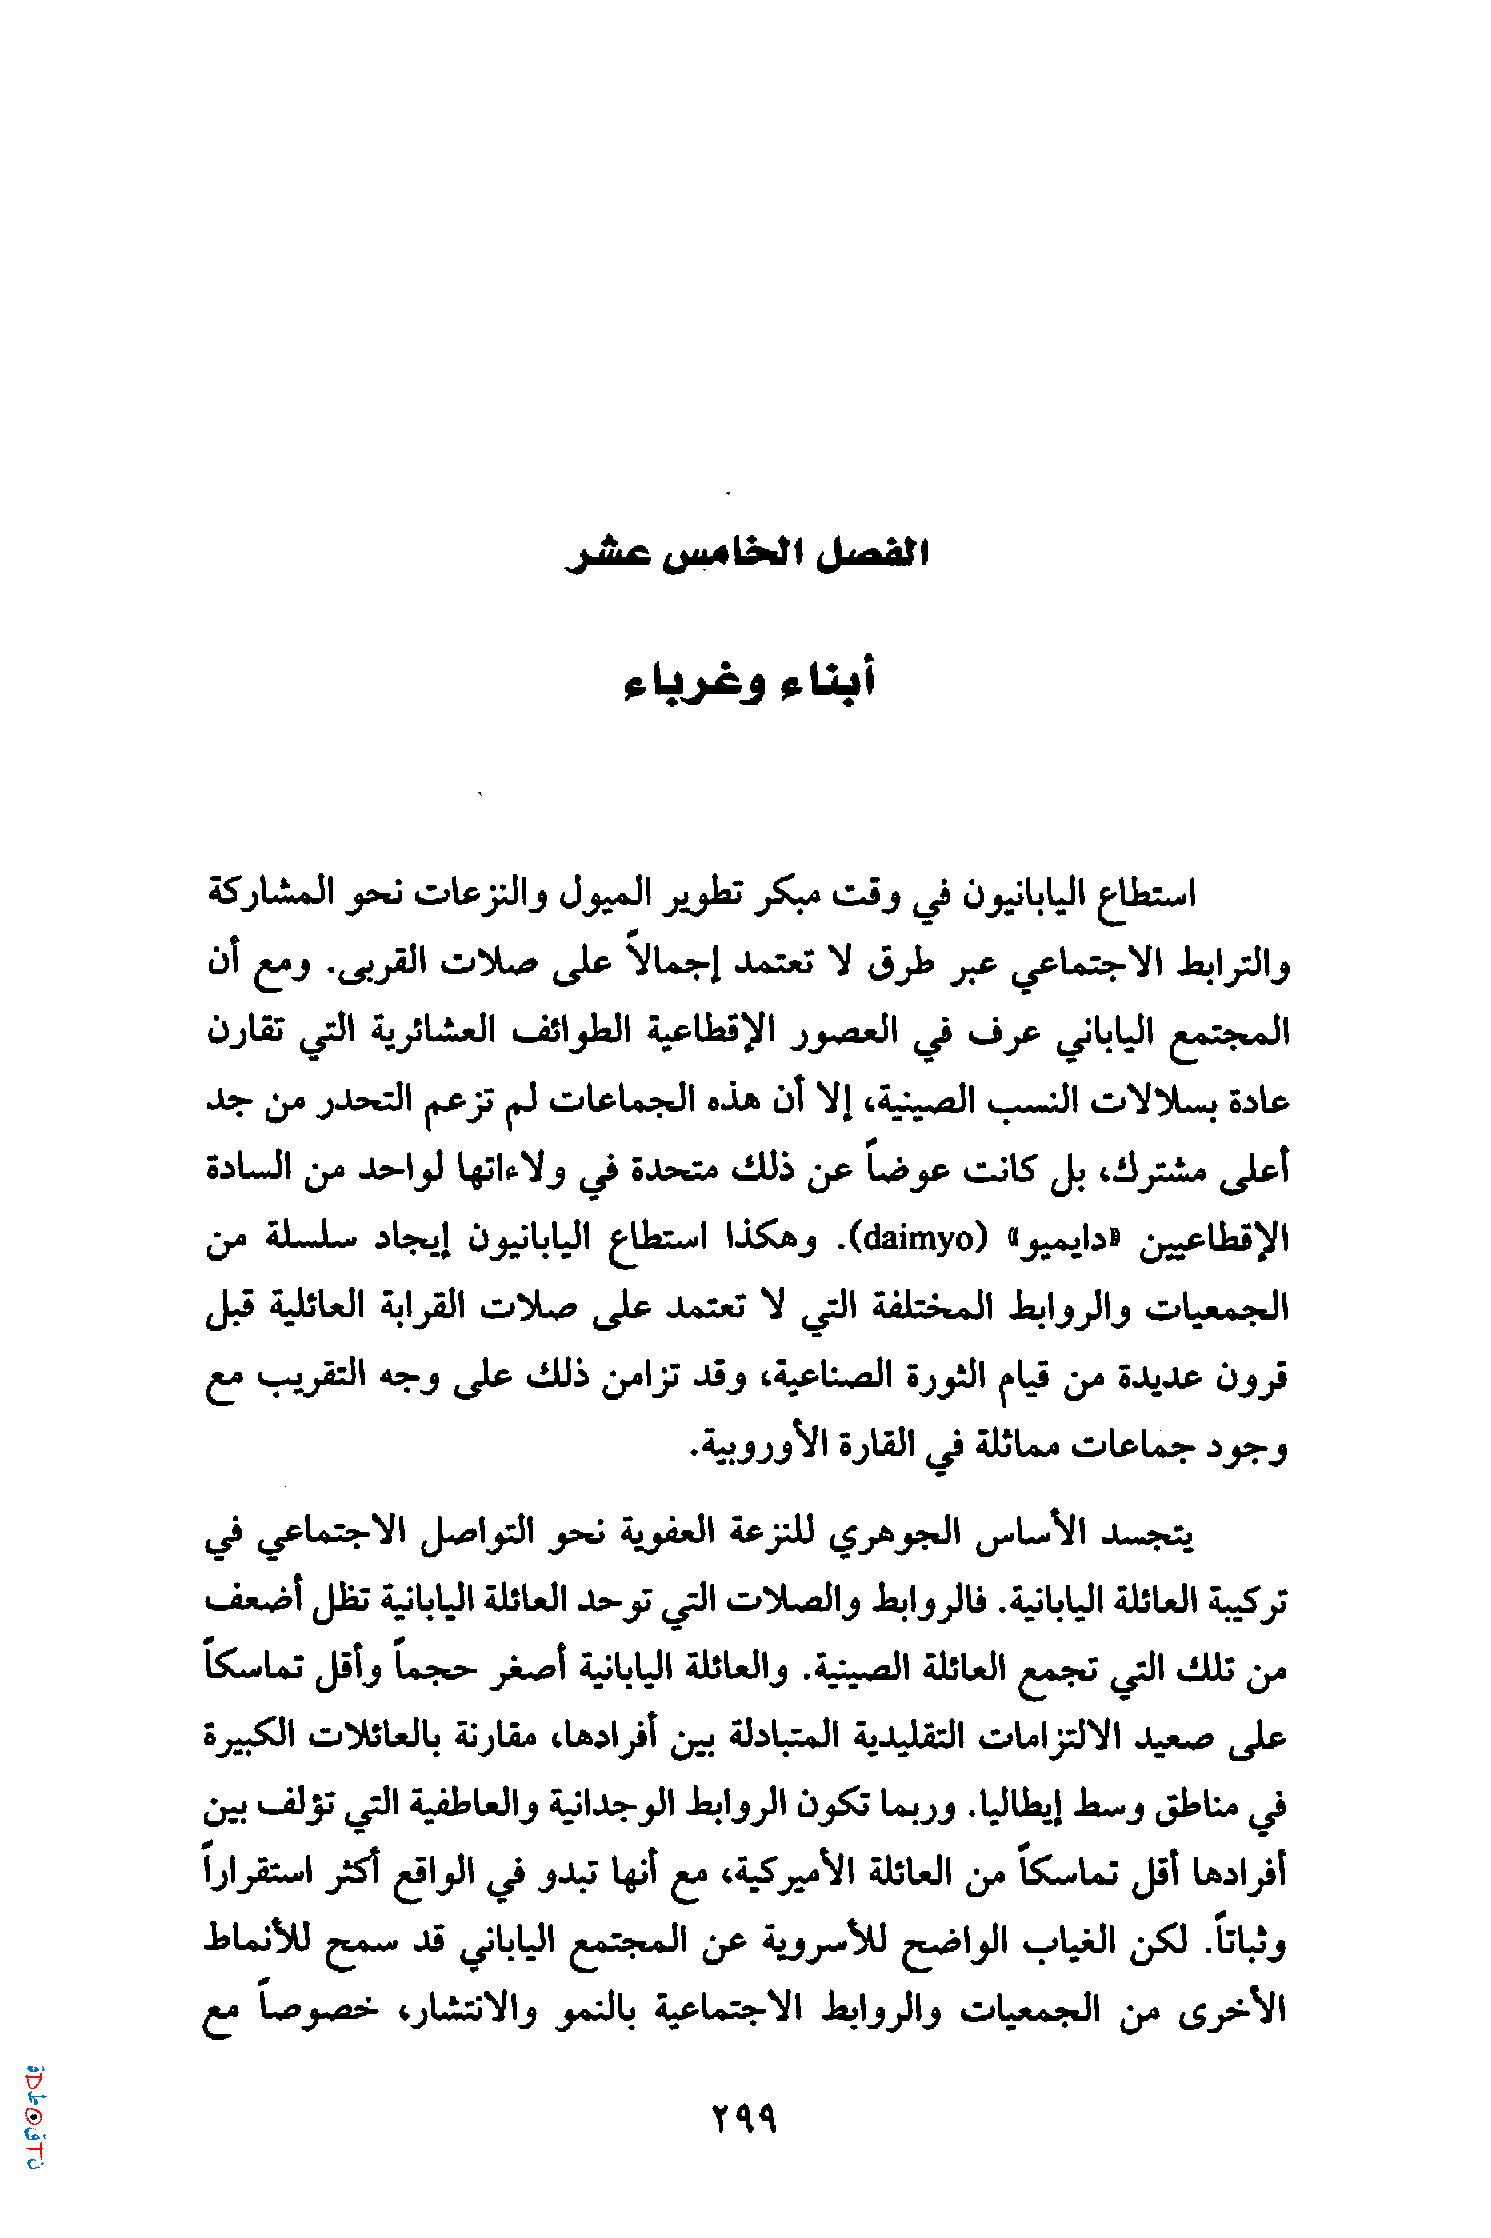 الفصل الخامس عشر
أبناء وغرباء
استطاع اليابانيون في وقت مبكر تطوير الميول والنزعات نحو المشاركة
والترابط الاجتماعي عبر طرق لا تعتمد إجمالاً على صلات القربى. ومع أن
المجتمع الياباني عرف في العصور الإقطاعية الطوائف العشائرية التي تقارن
عادة بسلالات النسب الصينية، إلا أن هذه الجماعات لم تزعم التحدر من جد
أعلى مشترك، بل كانت عوضاً عن ذلك متحدة في ولاءاتها لواحد من السادة
الإقطاعيين «دايميو» (daimyo). وهكذا استطاع اليابانيون إيجاد سلسلة من
الجمعيات والروابط المختلفة التي لا تعتمد على صلات القرابة العائلية قبل
قرون عديدة من قيام الثورة الصناعية، وقد تزامن ذلك على وجه التقريب مع
وجود جماعات مماثلة في القارة الأوروبية.
يتجسد الأساس الجوهري للنزعة العفوية نحو التواصل الاجتماعي في
تركيبة العائلة اليابانية. فالروابط والصلات التي توحد العائلة اليابانية تظل أضعف
من تلك التي تجمع العائلة الصينية. والعائلة اليابانية أصغر حجماً وأقل تماسكاً
على صعيد الالتزامات التقليدية المتبادلة بين أفرادها، مقارنة بالعائلات الكبيرة
في مناطق وسط إيطاليا. وربما تكون الروابط الوجدانية والعاطفية التي تؤلف بين
أفرادها أقل تماسكاً من العائلة الأميركية، مع أنها تبدو في الواقع أكثر استقراراً
وثباتاً. لكن الغياب الواضح للأسروية عن المجتمع الياباني قد سمح للأنماط
الأخرى من الجمعيات والروابط الاجتماعية بالنمو والانتشار، خصوصاً مع
٢٩٩